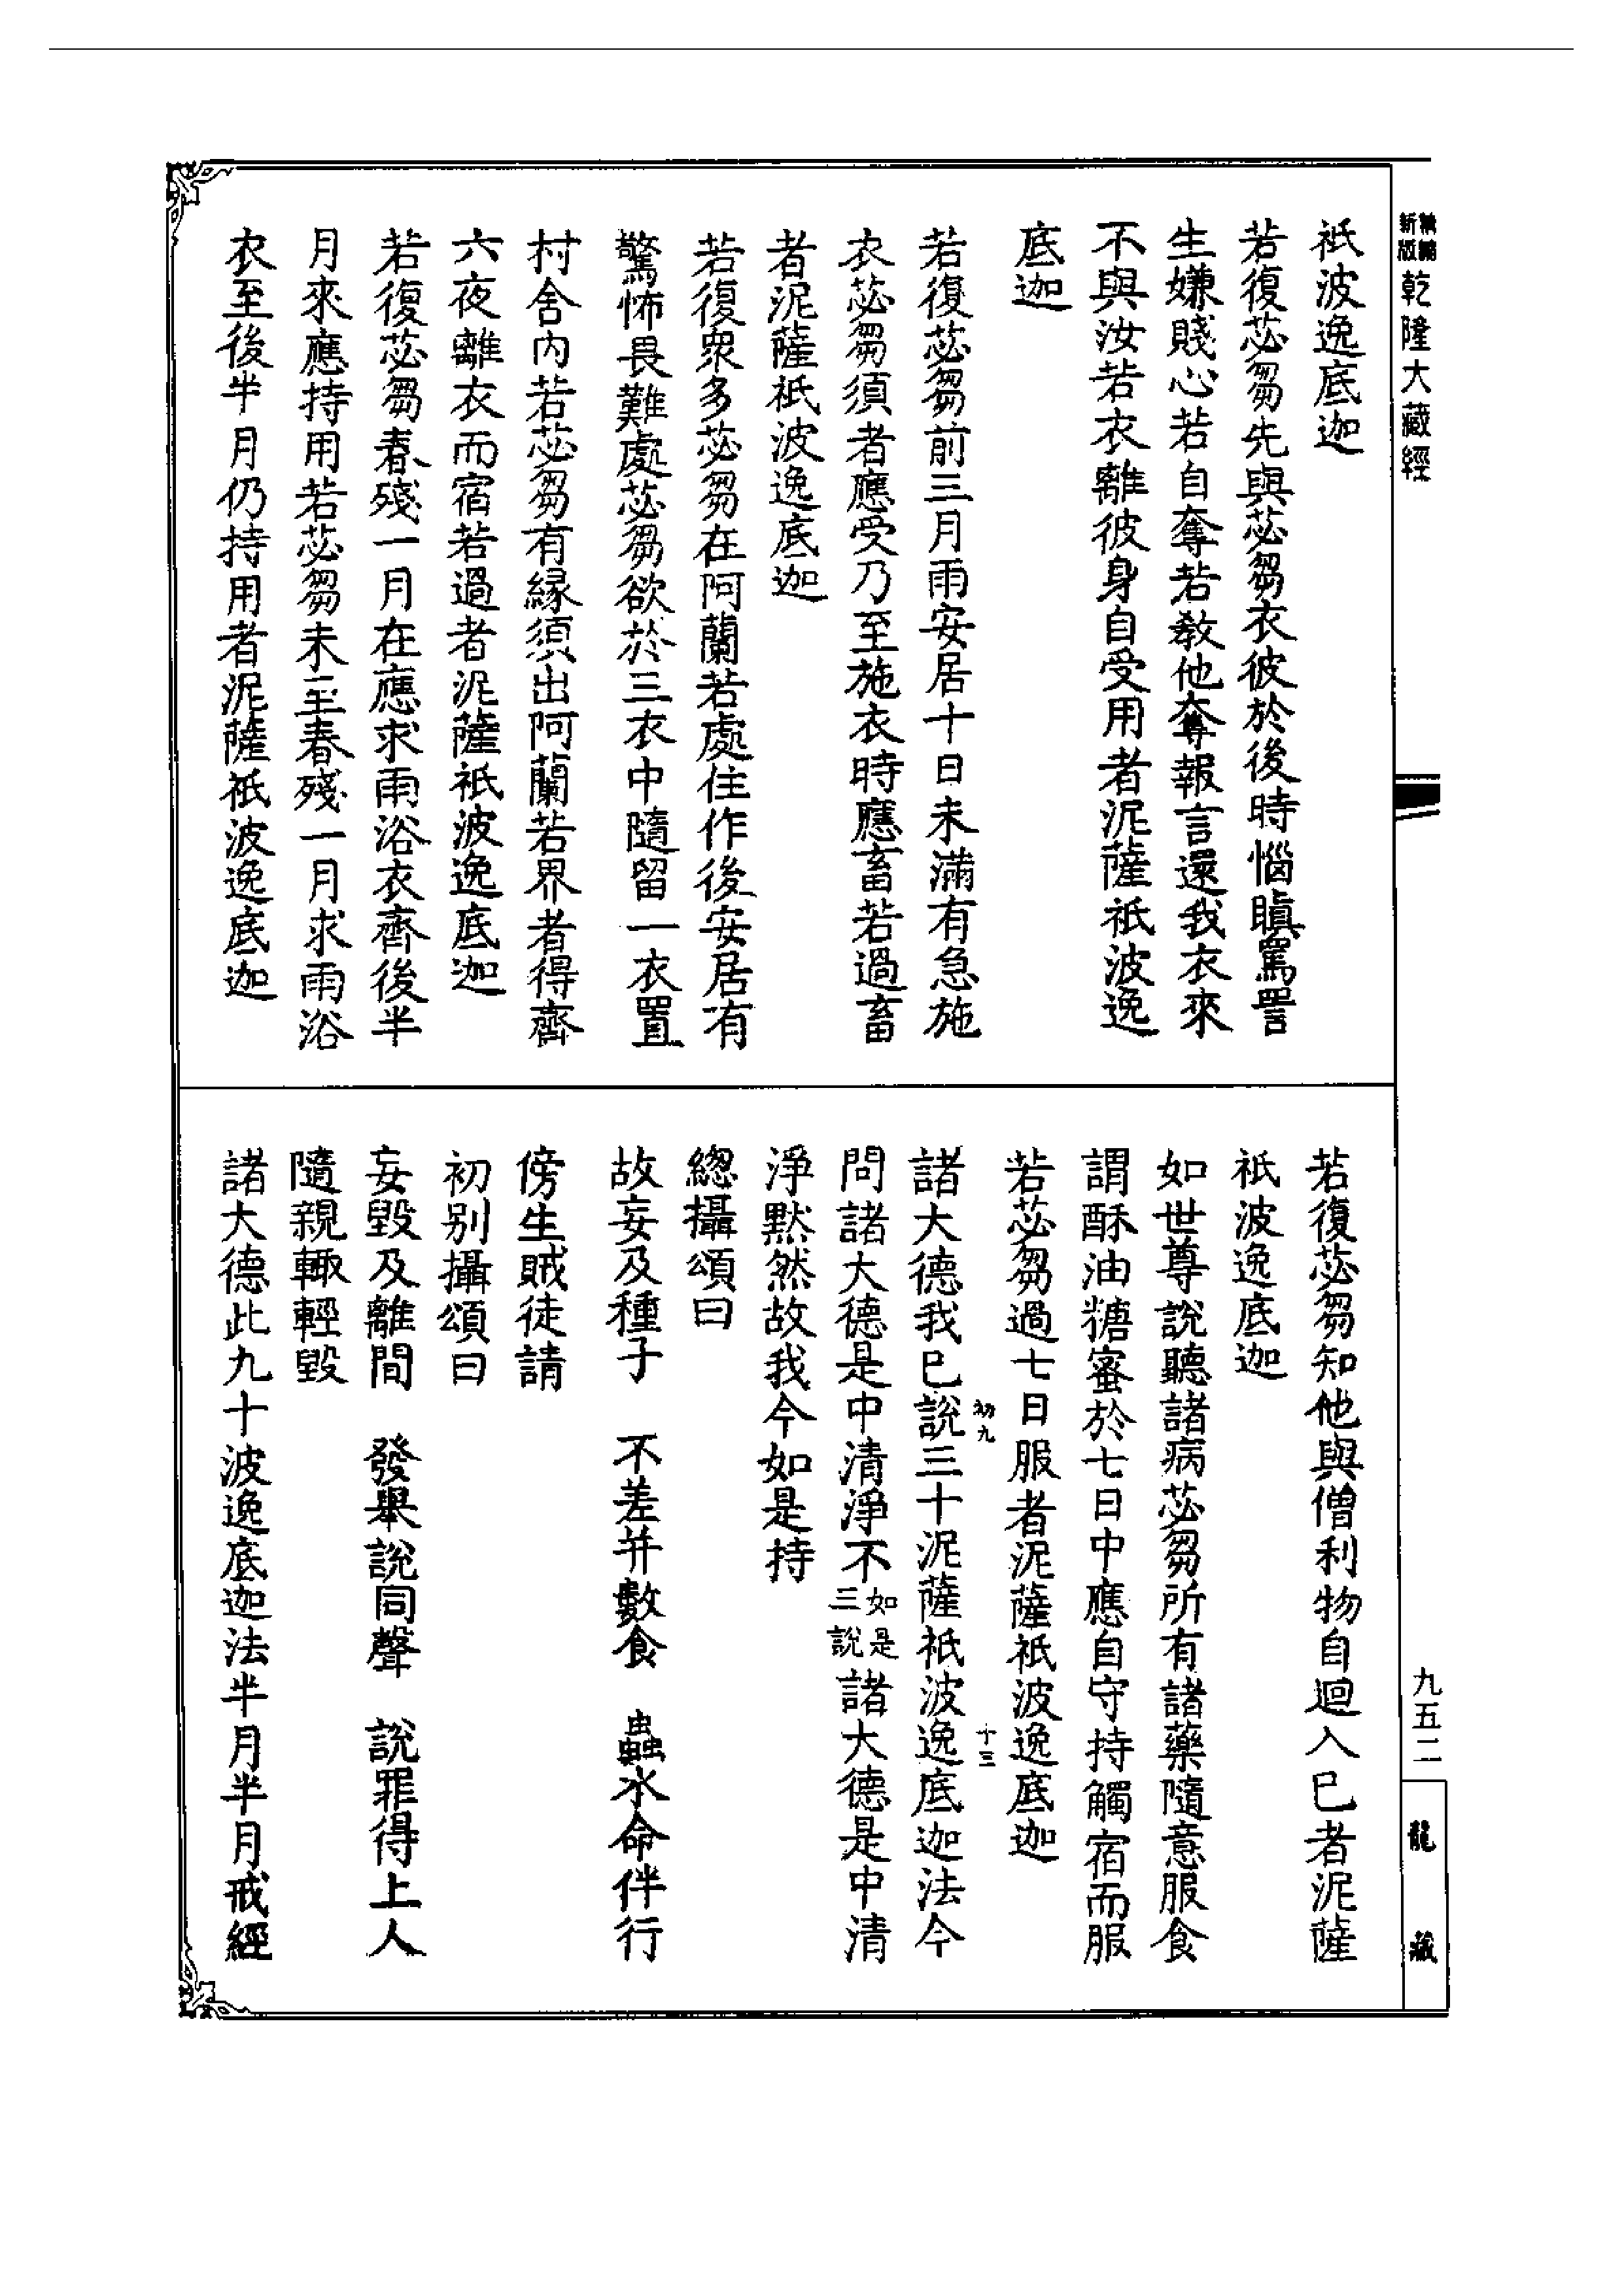 新版精編乾隆大藏經
祇波逸底迦
若復苾芻先與苾芻衣彼於後時惱瞋罵詈
生嫌賤心若自奪若教他奪報言還我衣來
不與汝若衣離彼身自受用者泥薩祇波逸
底迦
若復苾芻前三月雨安居十日未滿有急施
衣苾芻須者應受乃至施衣時應畜若過畜
者泥薩祇波逸底迦
若復眾多苾芻在阿蘭若處住作後安居有
驚怖畏難處苾芻欲於三衣中隨留一衣置
村舍內若苾芻有緣須出阿蘭若界者得齊
六夜離衣而宿若過者泥薩祇波逸底迦
若復苾芻春殘一月在應求雨浴衣齊後半
月來應持用若苾芻未至春殘一月求雨浴
衣至後半月仍持用者泥薩祇波逸底迦
若復苾芻知他與僧利物自迴入已者泥薩
祇波逸底迦
如世尊說聽諸病苾芻所有諸藥隨意服食
謂酥油糖蜜於七日中應自守持觸宿而服
若苾芻過七日服者泥薩祇波逸底迦
初九 十三
諸大德我已說三十泥薩祇波逸底迦法今
問諸大德是中清淨不如是三說諸大德是中清
淨默然故我今如是持
總攝頌曰
故妄及種子 不差并數食 蟲水命伴行
傍生賊徒請
初別攝頌曰
妄毀及離間 發舉說同聲 說罪得上人
隨親輒輕毀
諸大德此九十波逸底迦法半月半月戒經
九五二
龍藏